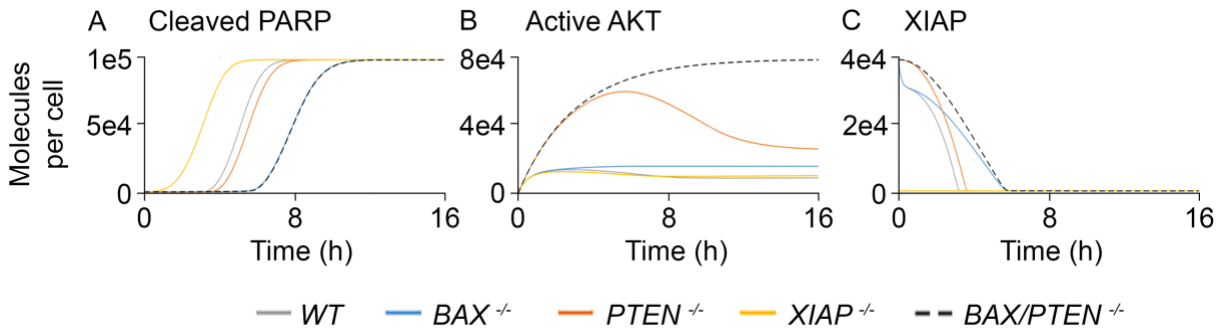 A Cleaved PARP
B Active AKT
C XIAP
Molecules per cell
1e5
5e4
0
0 8 16
Time (h)
8e4
4e4
0
0 8 16
Time (h)
4e4
2e4
0
0 8 16
Time (h)
WT BAX -/- PTEN -/- XIAP -/- BAX/PTEN -/-